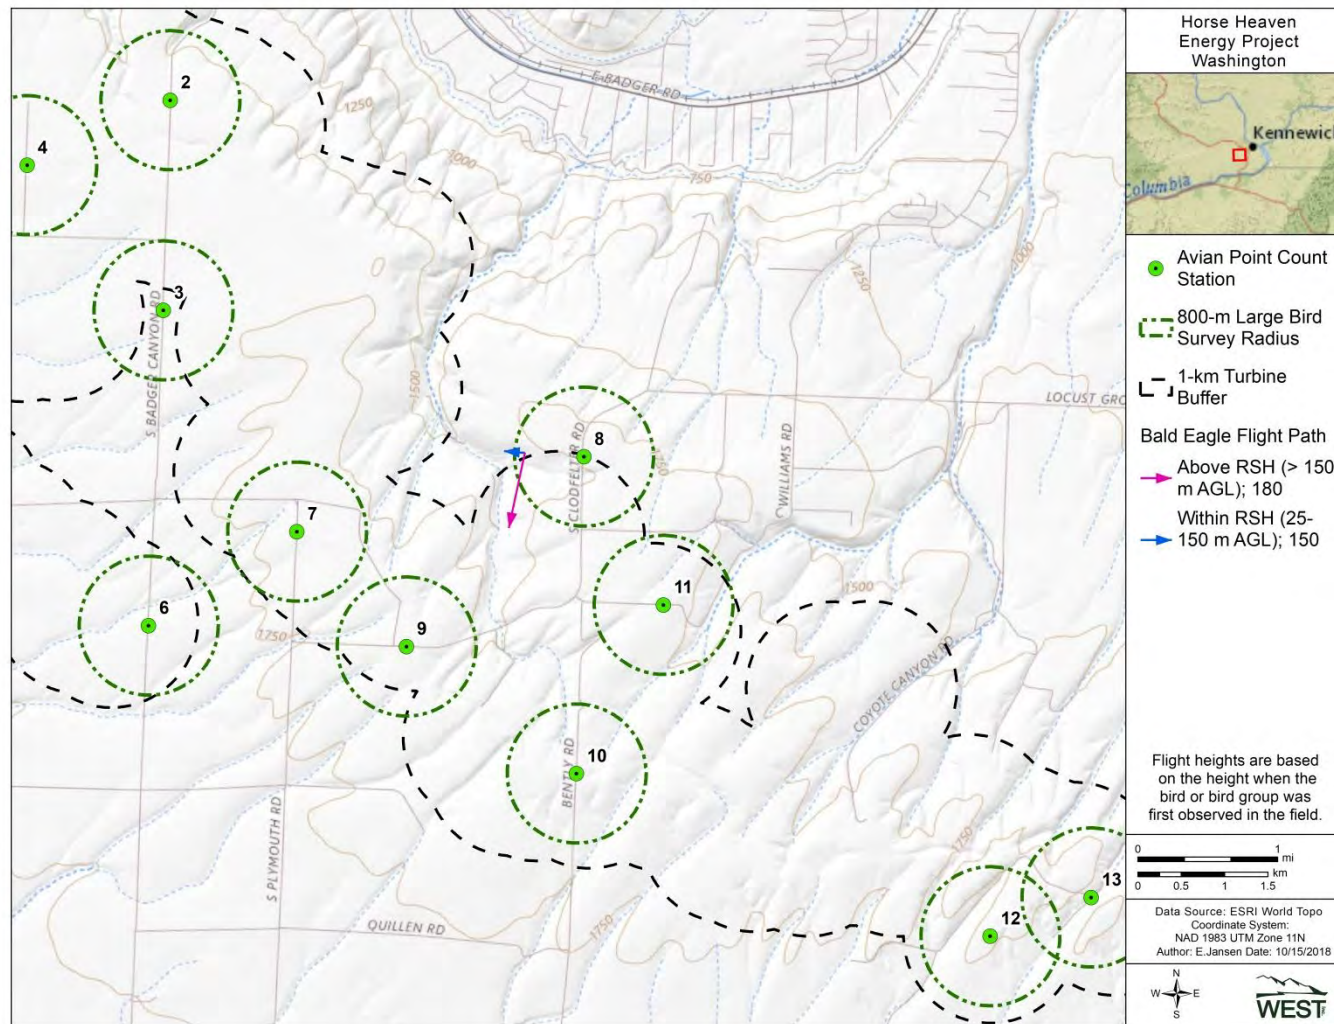 2
4
3
8
7
11
6
9
10
13
12
E BADGER RD
1250
1000
750
1000
1250
S BADGER CANYON RD
1500
LOCUST GRO
S CLODFELTER RD
1750
C WILLIAMS RD
1500
1750
COYOTE CANYON RD
BENTLY RD
S PLYMOUTH RD
QUILLEN RD
1750
1750
Horse Heaven
Energy Project
Washington
Kennewick
Columbia
Avian Point Count
Station
800-m Large Bird
Survey Radius
1-km Turbine
Buffer
Bald Eagle Flight Path
Above RSH (> 150
m AGL); 180
Within RSH (25-
150 m AGL); 150
Flight heights are based
on the height when the
bird or bird group was
first observed in the field.
0 1
mi
km
0 0.5 1 1.5
Data Source: ESRI World Topo
Coordinate System:
NAD 1983 UTM Zone 11N
Author: E.Jansen Date: 10/15/2018
N
W E
S
WEST